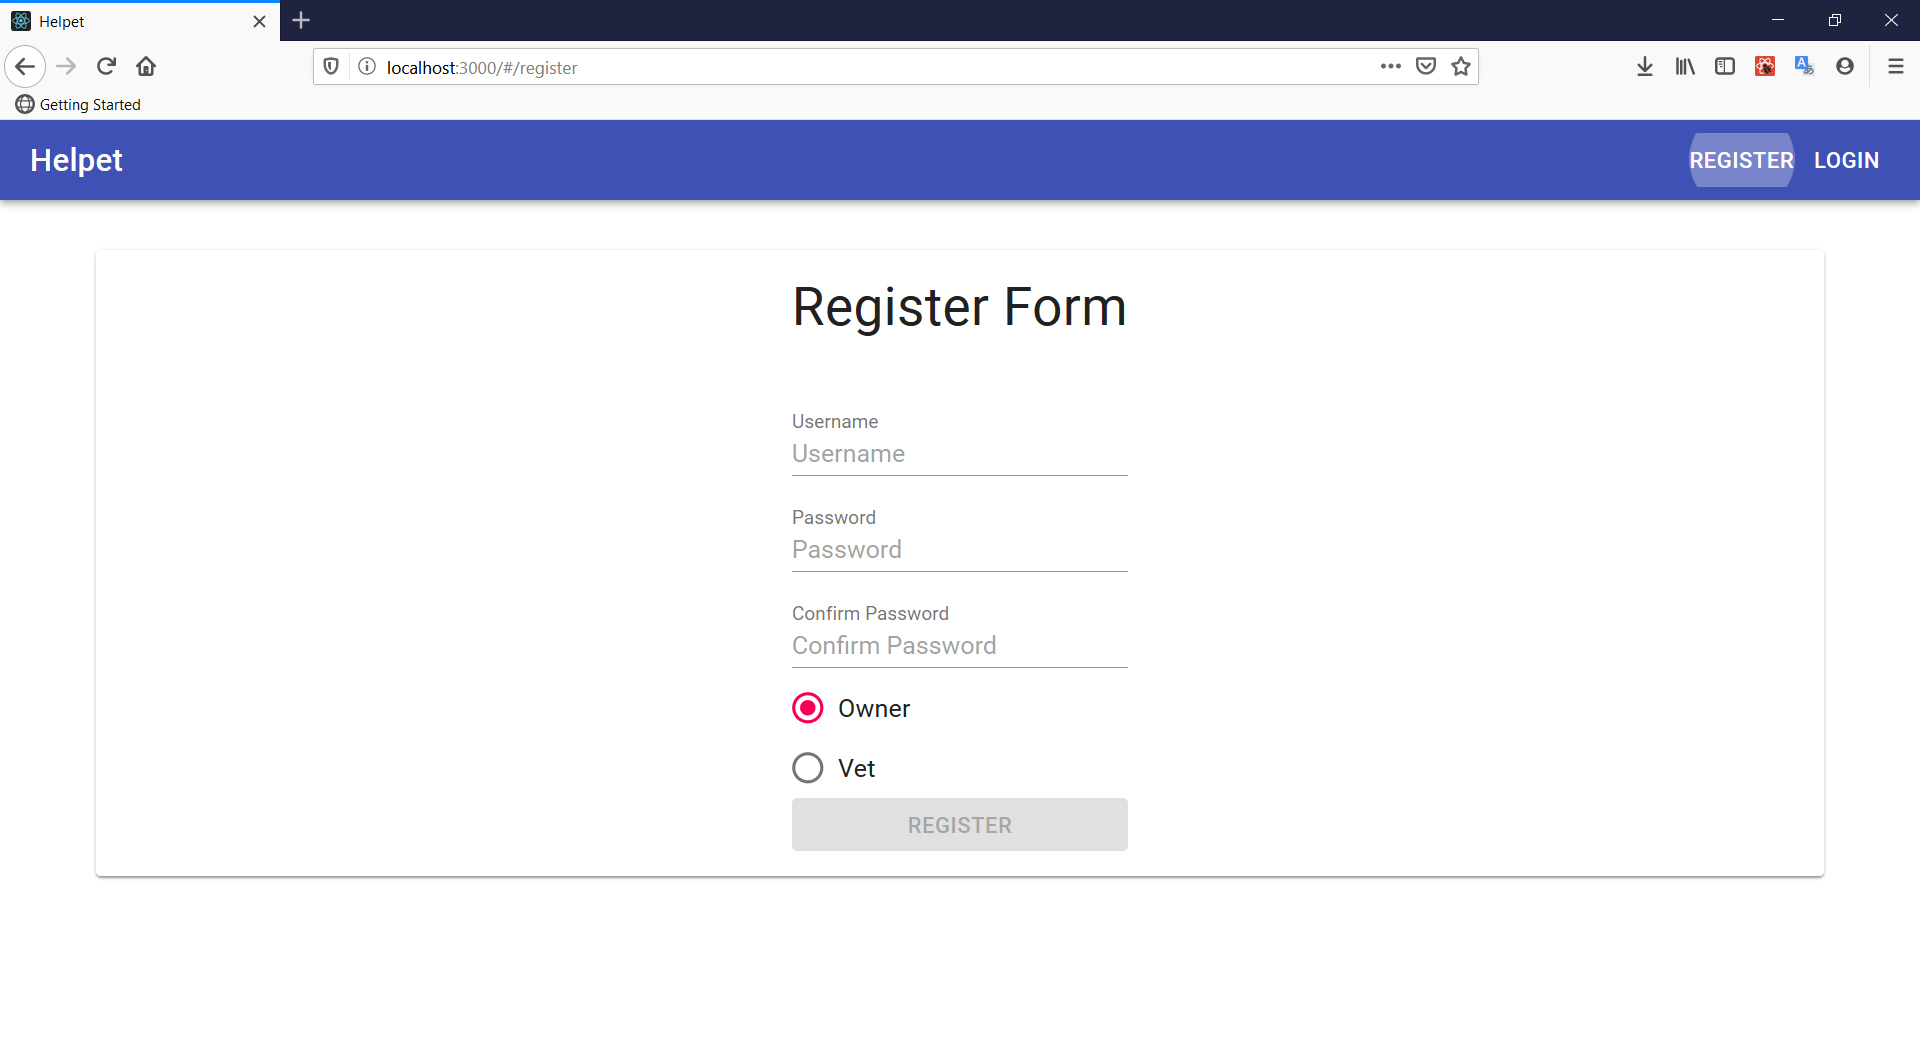 Helpet
localhost:3000/#/register
Getting Started
Helpet
REGISTER LOGIN
Register Form
Username
Username
Password
Password
Confirm Password
Confirm Password
Owner
Vet
REGISTER